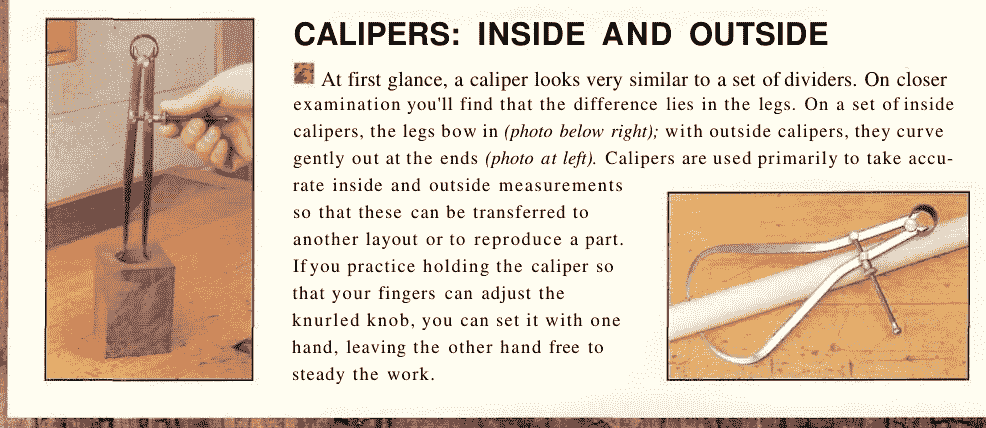 CALIPERS: INSIDE AND OUTSIDE
At first glance, a caliper looks very similar to a set of dividers. On closer
examination you'll find that the difference lies in the legs. On a set of inside
calipers, the legs bow in (photo below right); with outside calipers, they curve
gently out at the ends (photo at left). Calipers are used primarily to take accu-
rate inside and outside measurements
so that these can be transferred to
another layout or to reproduce a part.
If you practice holding the caliper so
that your fingers can adjust the
knurled knob, you can set it with one
hand, leaving the other hand free to
steady the work.